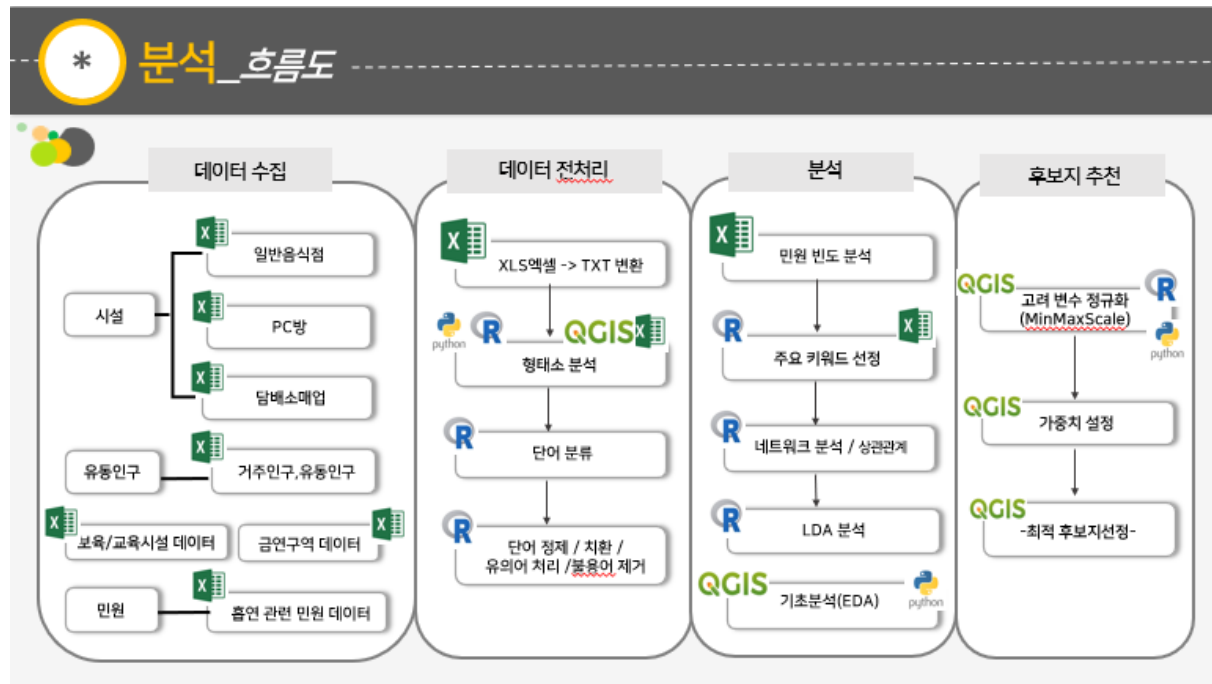 *
분석_흐름도
데이터 수집
시설
X
일반음식점
X
PC방
X
담배소매업
유동인구
X
거주인구,유동인구
X
보육/교육시설 데이터
X
금연구역 데이터
민원
X
흡연 관련 민원 데이터
데이터 전처리
X
XLS엑셀 -> TXT 변환
python
R
QGIS
X
형태소 분석
R
단어 분류
R
단어 정제 / 치환 /
유의어 처리 /불용어 제거
분석
X
민원 빈도 분석
R
X
주요 키워드 선정
R
네트워크 분석 / 상관관계
R
LDA 분석
QGIS
기초분석(EDA)
python
후보지 추천
QGIS
R
고려 변수 정규화
(MinMaxScale)
python
QGIS
가중치 설정
QGIS
-최적 후보지선정-